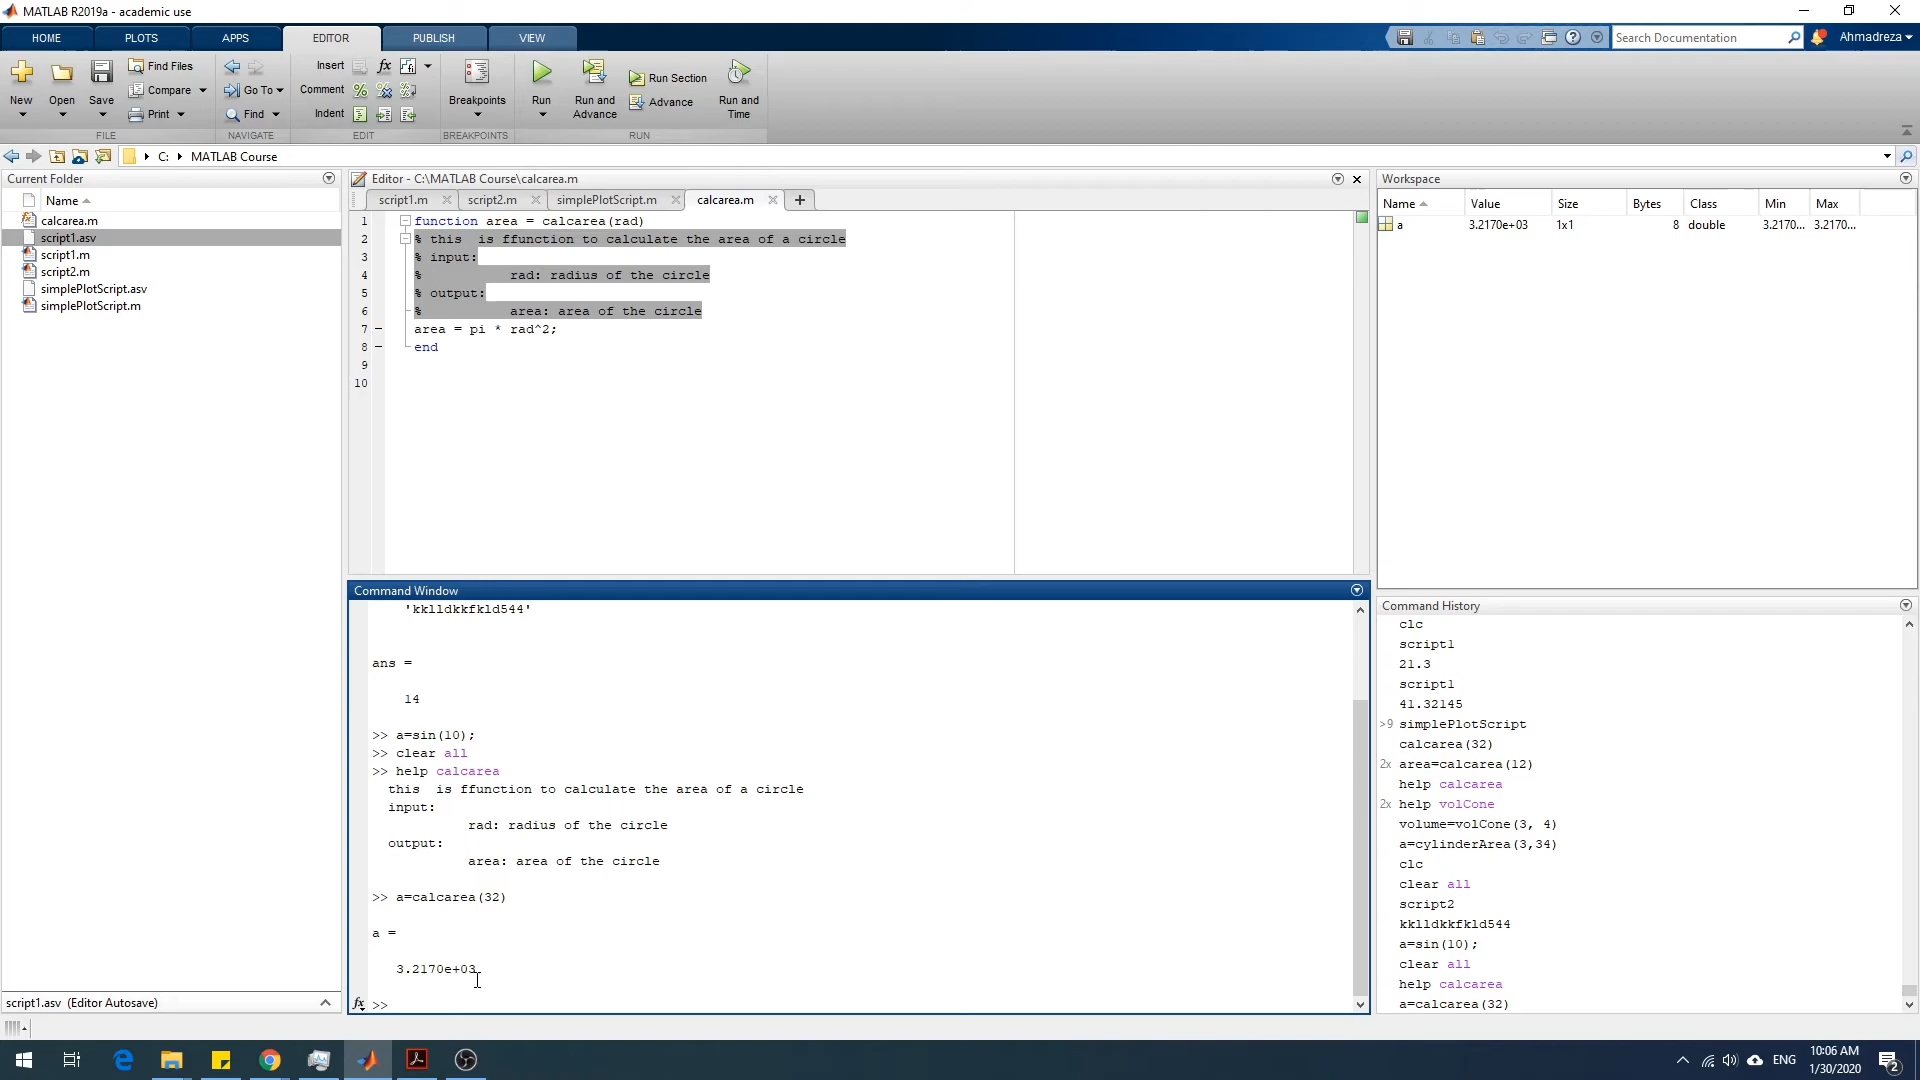 MATLAB R2019a - academic use
HOME PLOTS APPS EDITOR PUBLISH VIEW
Search Documentation
Ahmadreza
New Open Save Find Files Compare Print
Go To Find
Insert fx
Comment
Indent
Breakpoints
Run
Run and Advance
Run Section
Advance
Run and Time
FILE NAVIGATE EDIT BREAKPOINTS RUN
C: MATLAB Course
Current Folder
Name
calcarea.m
script1.asv
script1.m
script2.m
simplePlotScript.asv
simplePlotScript.m
script1.asv (Editor Autosave)
Editor - C:\MATLAB Course\calcarea.m
script1.m script2.m simplePlotScript.m calcarea.m
1 function area = calcarea(rad)
2 % this  is ffunction to calculate the area of a circle
3 % input:
4 %           rad: radius of the circle
5 % output:
6 %           area: area of the circle
7 area = pi * rad^2;
8 end
9
10
Command Window
'kklldkkfkld544'
ans =
14
>> a=sin(10);
>> clear all
>> help calcarea
this  is ffunction to calculate the area of a circle
input:
rad: radius of the circle
output:
area: area of the circle
>> a=calcarea(32)
a =
3.2170e+03
fx >>
Workspace
Name Value Size Bytes Class Min Max
a 3.2170e+03 1x1 8 double 3.2170... 3.2170...
Command History
clc
script1
21.3
script1
41.32145
>9 simplePlotScript
calcarea(32)
2x area=calcarea(12)
help calcarea
2x help volCone
volume=volCone(3, 4)
a=cylinderArea(3,34)
clc
clear all
script2
kklldkkfkld544
a=sin(10);
clear all
help calcarea
a=calcarea(32)
ENG
10:06 AM
1/30/2020
2